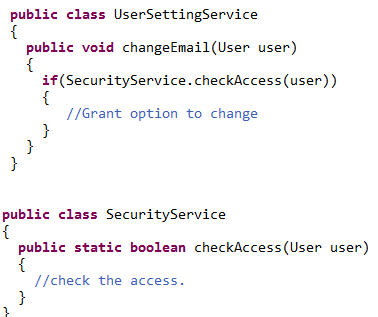 public class UserSettingService
{
public void changeEmail(User user)
{
if(SecurityService.checkAccess(user))
{
//Grant option to change
}
}
}
public class SecurityService
{
public static boolean checkAccess(User user)
{
//check the access.
}
}